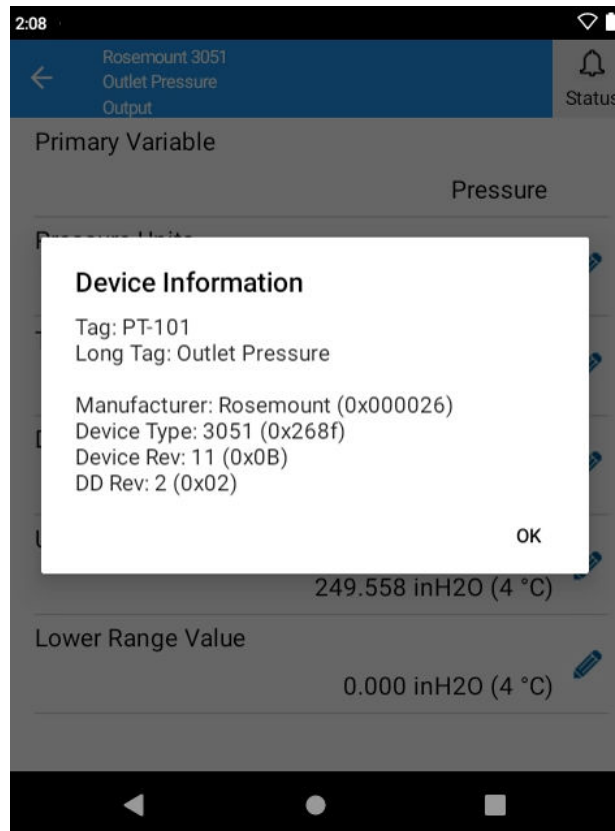 2:08
Rosemount 3051
Outlet Pressure
Output
Status
Primary Variable
Pressure
Pressure Units
Device Information
Tag: PT-101
Long Tag: Outlet Pressure
Manufacturer: Rosemount (0x000026)
Device Type: 3051 (0x268f)
Device Rev: 11 (0x0B)
DD Rev: 2 (0x02)
OK
249.558 inH2O (4 °C)
Lower Range Value
0.000 inH2O (4 °C)